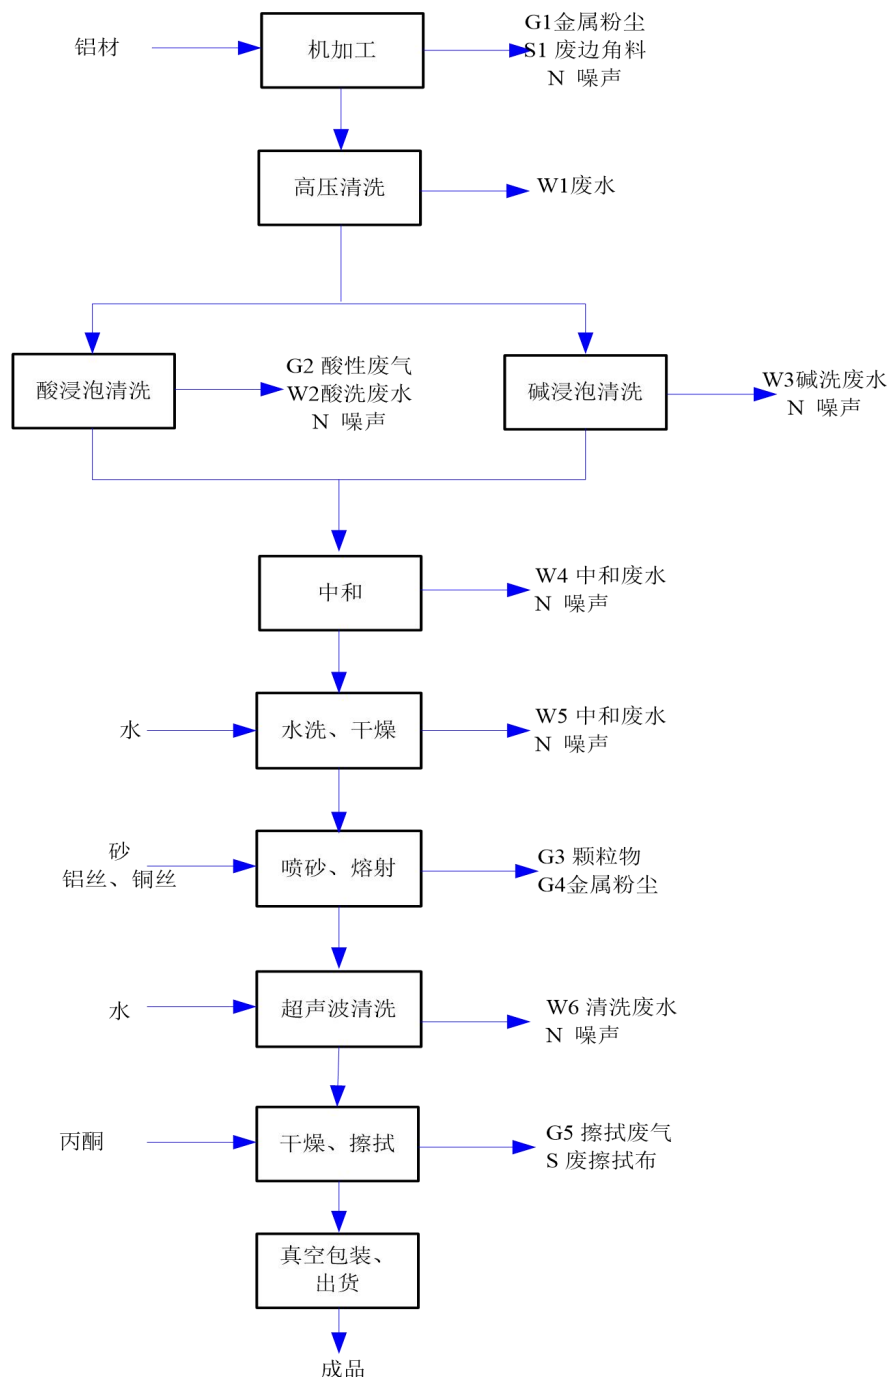 铝材
机加工
G1金属粉尘
S1 废边角料
N 噪声
高压清洗
W1废水
酸浸泡清洗
G2 酸性废气
W2酸洗废水
N 噪声
碱浸泡清洗
W3碱洗废水
N 噪声
中和
W4 中和废水
N 噪声
水
水洗、干燥
W5 中和废水
N 噪声
砂
铝丝、铜丝
喷砂、熔射
G3 颗粒物
G4金属粉尘
水
超声波清洗
W6 清洗废水
N 噪声
丙酮
干燥、擦拭
G5 擦拭废气
S 废擦拭布
真空包装、
出货
成品